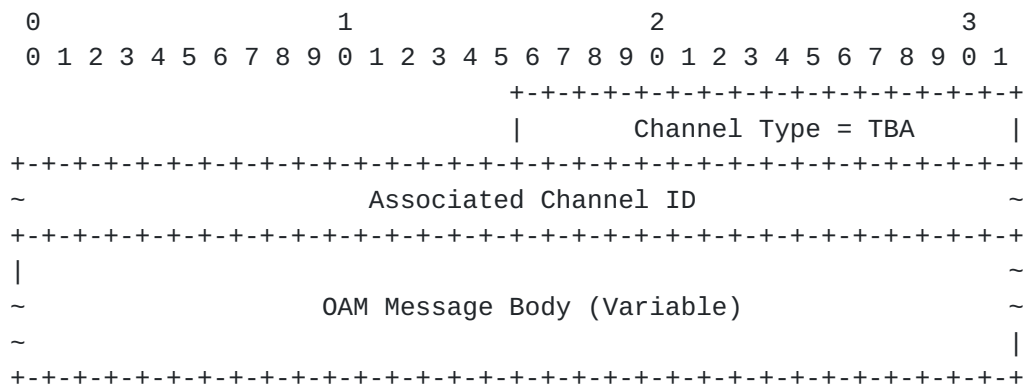 0                   1                   2                   3
 0 1 2 3 4 5 6 7 8 9 0 1 2 3 4 5 6 7 8 9 0 1 2 3 4 5 6 7 8 9 0 1
                                +-+-+-+-+-+-+-+-+-+-+-+-+-+-+-+-+
                                |       Channel Type = TBA      |
+-+-+-+-+-+-+-+-+-+-+-+-+-+-+-+-+-+-+-+-+-+-+-+-+-+-+-+-+-+-+-+-+
~                      Associated Channel ID                    ~
+-+-+-+-+-+-+-+-+-+-+-+-+-+-+-+-+-+-+-+-+-+-+-+-+-+-+-+-+-+-+-+-+
|                                                               ~
~                   OAM Message Body (Variable)                 ~
~                                                               |
+-+-+-+-+-+-+-+-+-+-+-+-+-+-+-+-+-+-+-+-+-+-+-+-+-+-+-+-+-+-+-+-+